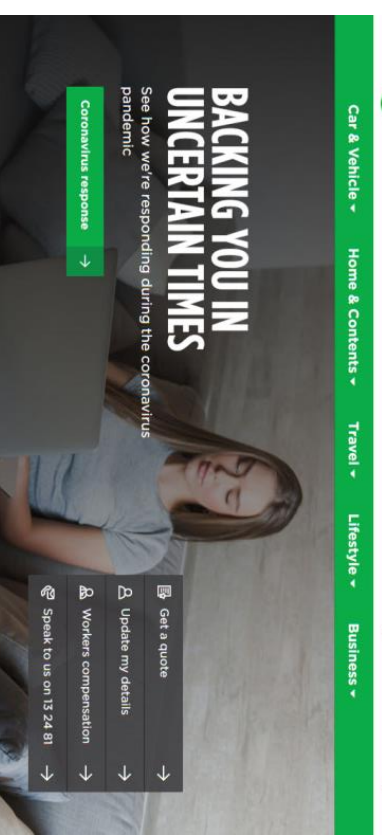 Car & Vehicle
Home & Contents
Travel
Lifestyle
Business
BACKING YOU IN
UNCERTAIN TIMES
See how we're responding during the coronavirus
pandemic
Coronavirus response
Get a quote
Update my details
Workers compensation
Speak to us on 13 24 81